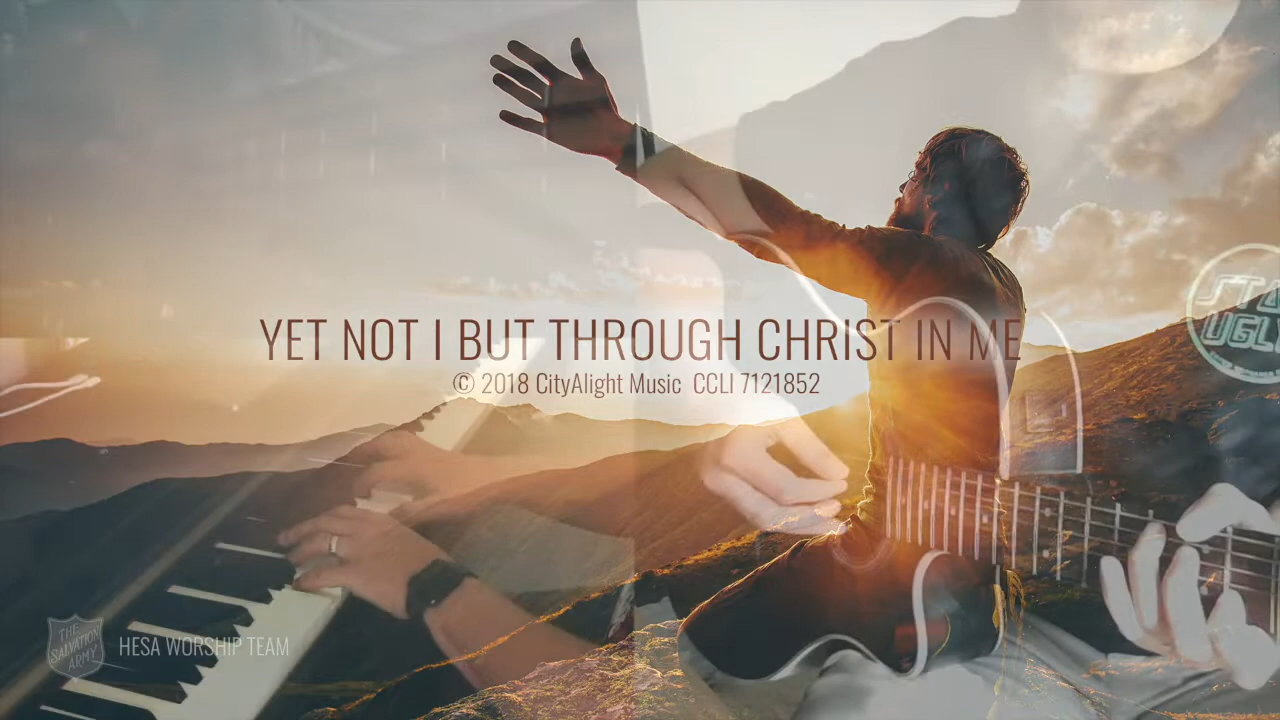 YET NOT I BUT THROUGH CHRIST IN ME
© 2018 CityAlight Music CCLI 7121852
THE
SALVATION
ARMY
HESA WORSHIP TEAM